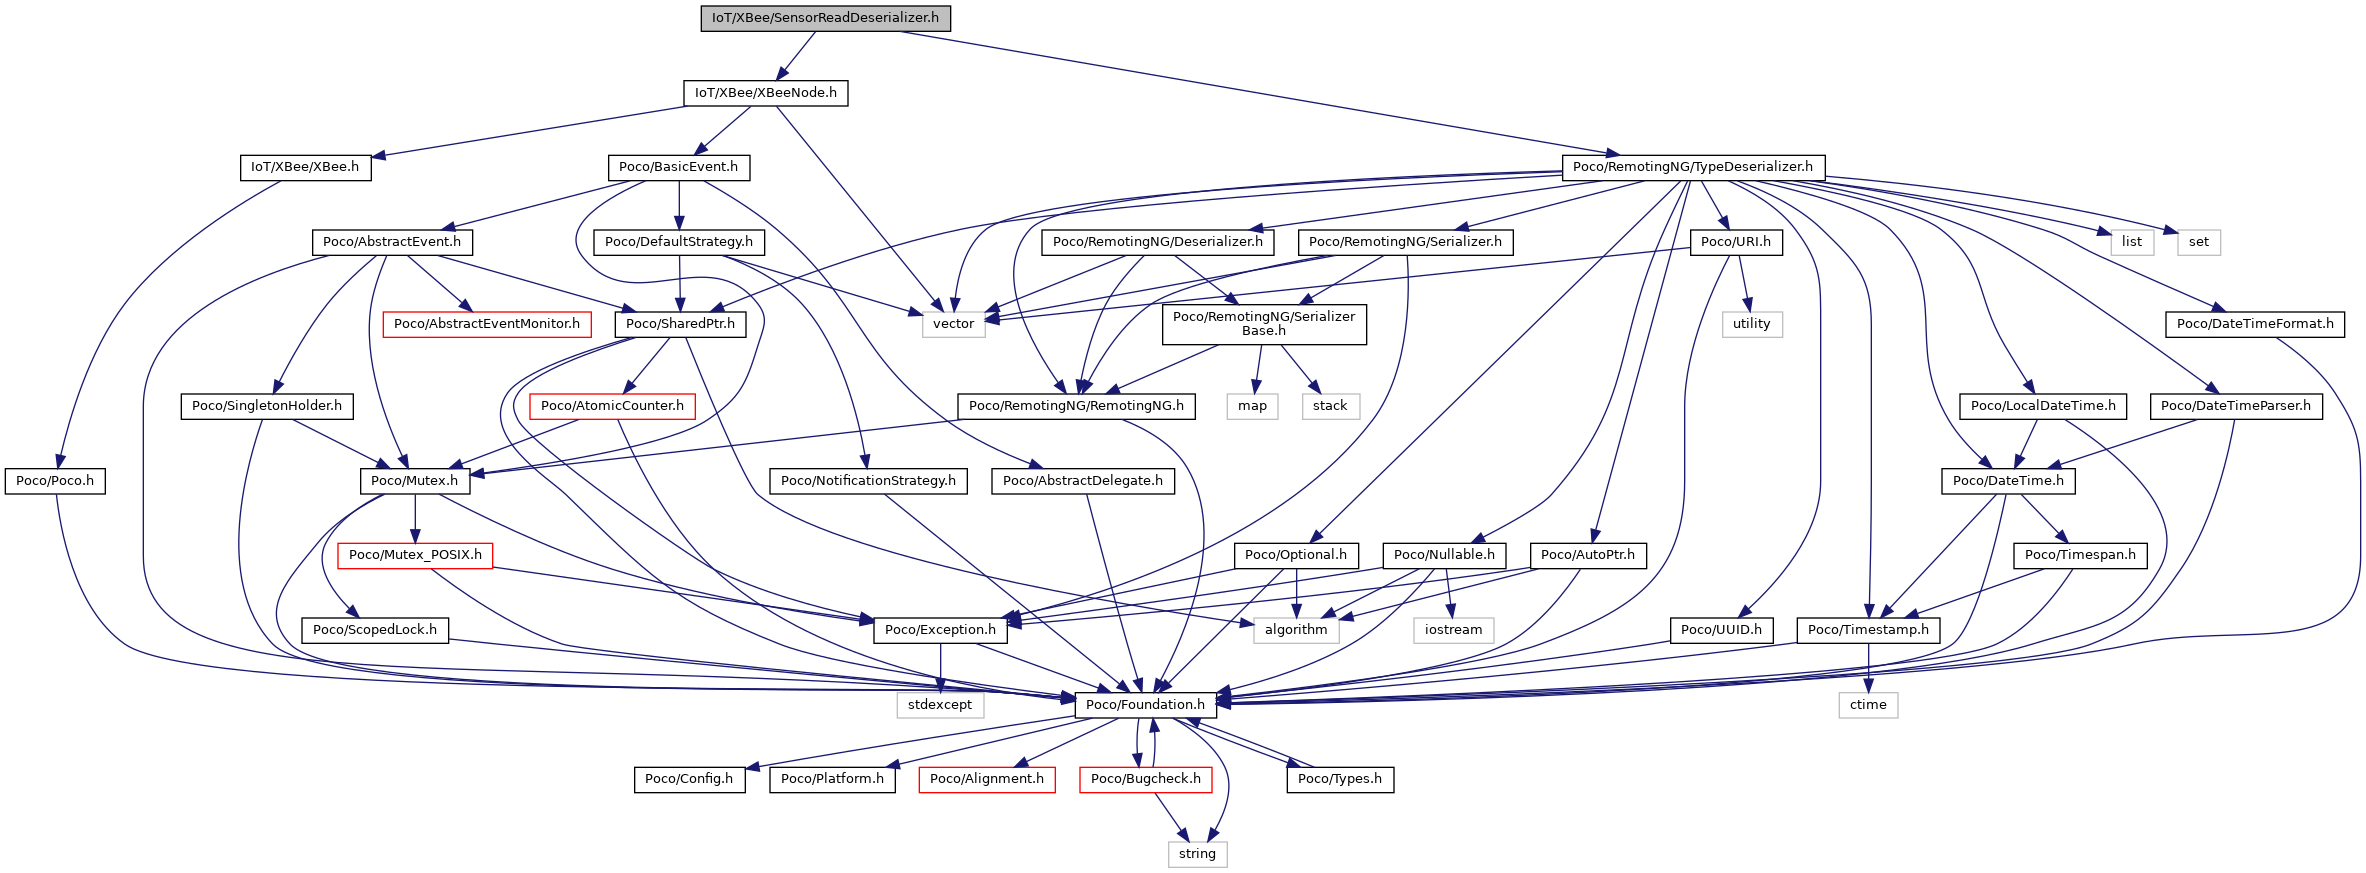 IoT/XBee/SensorReadDeserializer.h
IoT/XBee/XBeeNode.h
IoT/XBee/XBee.h
Poco/BasicEvent.h
Poco/RemotingNG/TypeDeserializer.h
Poco/AbstractEvent.h
Poco/DefaultStrategy.h
Poco/RemotingNG/Deserializer.h
Poco/RemotingNG/Serializer.h
Poco/URI.h
list
set
Poco/AbstractEventMonitor.h
Poco/SharedPtr.h
vector
Poco/RemotingNG/Serializer
Base.h
utility
Poco/DateTimeFormat.h
Poco/SingletonHolder.h
Poco/AtomicCounter.h
Poco/RemotingNG/RemotingNG.h
map
stack
Poco/LocalDateTime.h
Poco/DateTimeParser.h
Poco/Poco.h
Poco/Mutex.h
Poco/NotificationStrategy.h
Poco/AbstractDelegate.h
Poco/DateTime.h
Poco/Mutex_POSIX.h
Poco/Optional.h
Poco/Nullable.h
Poco/AutoPtr.h
Poco/Timespan.h
Poco/ScopedLock.h
Poco/Exception.h
algorithm
iostream
Poco/UUID.h
Poco/Timestamp.h
stdexcept
Poco/Foundation.h
ctime
Poco/Config.h
Poco/Platform.h
Poco/Alignment.h
Poco/Bugcheck.h
Poco/Types.h
string